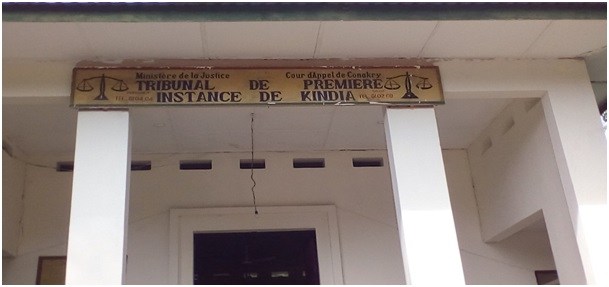 Ministère de la Justice Cour d'Appel de Conakry
TRIBUNAL DE PREMIERE
INSTANCE DE KINDIA